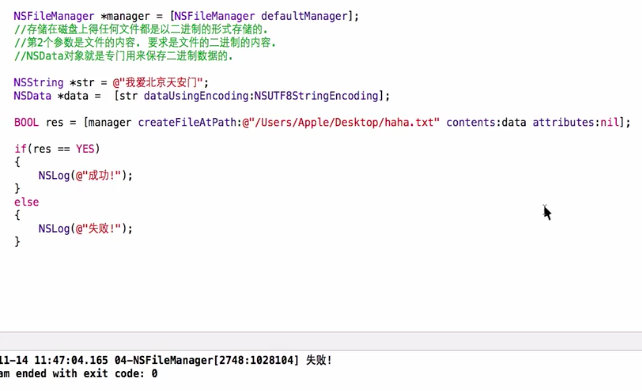 NSFileManager *manager = [NSFileManager defaultManager];
//存储在磁盘上得任何文件都是以二进制的形式存储的.
//第2个参数是文件的内容. 要求是文件的二进制的内容.
//NSData对象就是专门用来保存二进制数据的.
NSString *str = @"我爱北京天安门";
NSData *data =  [str dataUsingEncoding:NSUTF8StringEncoding];
BOOL res = [manager createFileAtPath:@"/Users/Apple/Desktop/haha.txt" contents:data attributes:nil];
if(res == YES)
{
NSLog(@"成功!");
}
else
{
NSLog(@"失败!");
}
11-14 11:47:04.165 04-NSFileManager[2748:1028104] 失败!
am ended with exit code: 0